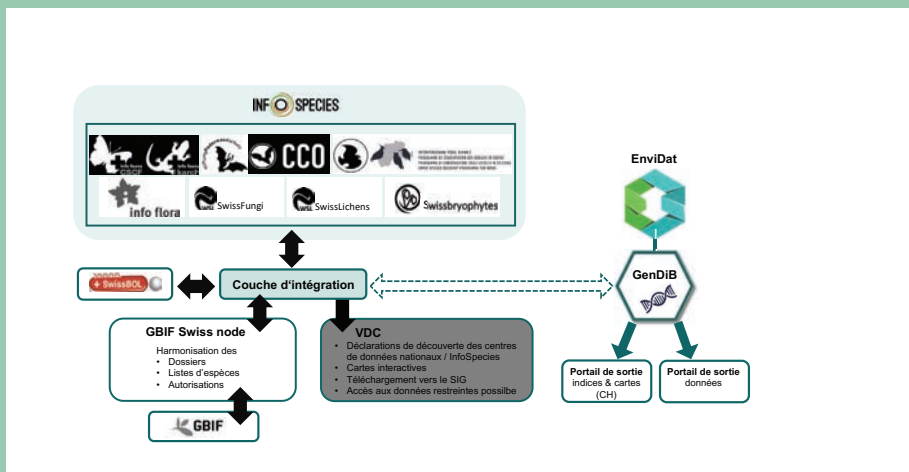 INFO SPECIES
CSCF
karch
CCO
info flora
SwissFungi
SwissLichens
Swissbryophytes
EnviDat
GenDiB
+ SwissBOL
Couche d'intégration
GBIF Swiss node
Harmonisation des
• Dossiers
• Listes d'espèces
• Autorisations
GBIF
VDC
• Déclarations de découverte des centres
de données nationaux / InfoSpecies
• Cartes interactives
• Téléchargement vers le SIG
• Accès aux données restreintes possilbe
Portail de sortie
indices & cartes
(CH)
Portail de sortie
données